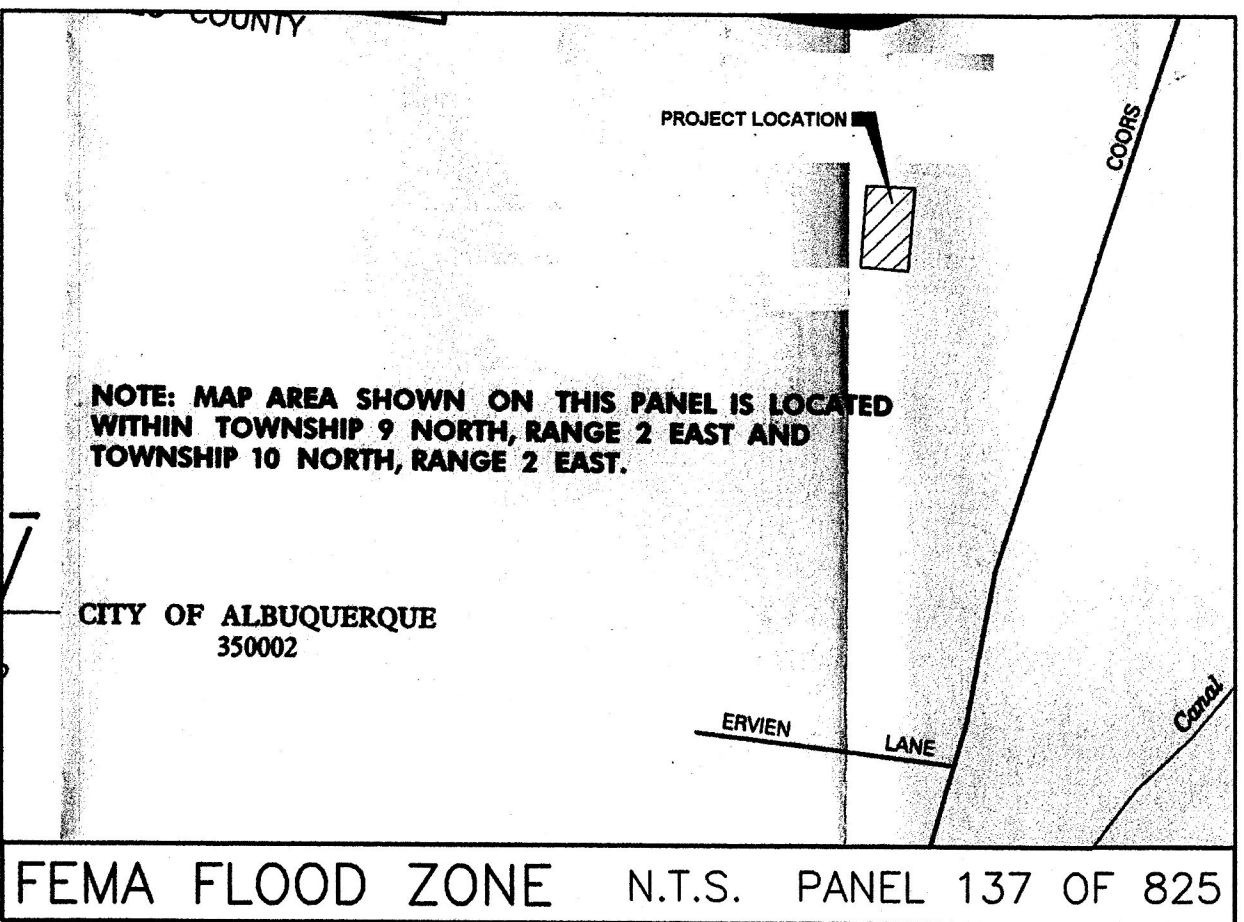 COUNTY
PROJECT LOCATION
COORS
NOTE: MAP AREA SHOWN ON THIS PANEL IS LOCATED
WITHIN TOWNSHIP 9 NORTH, RANGE 2 EAST AND
TOWNSHIP 10 NORTH, RANGE 2 EAST.
CITY OF ALBUQUERQUE
350002
Canal
ERVIEN LANE
FEMA FLOOD ZONE N.T.S. PANEL 137 OF 825